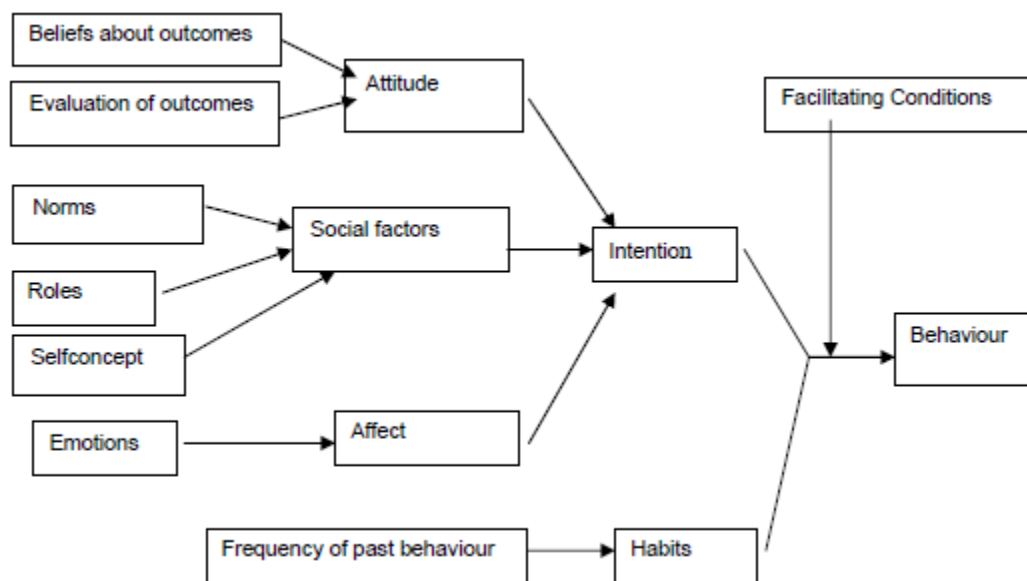 Beliefs about outcomes
Evaluation of outcomes
Attitude
Facilitating Conditions
Norms
Social factors
Intention
Roles
Selfconcept
Behaviour
Emotions
Affect
Frequency of past behaviour
Habits